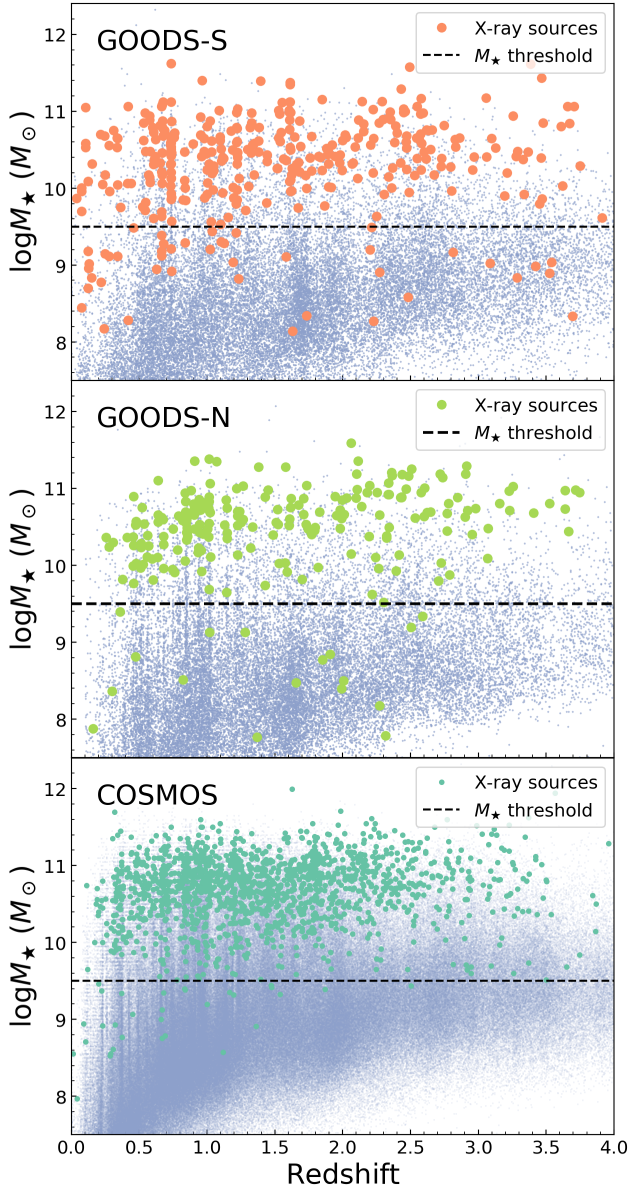 GOODS-S
X-ray sources
M★ threshold
12
11
10
9
8
logM★ (M⊙)
GOODS-N
X-ray sources
M★ threshold
12
11
10
9
8
logM★ (M⊙)
COSMOS
X-ray sources
M★ threshold
12
11
10
9
8
logM★ (M⊙)
0.0 0.5 1.0 1.5 2.0 2.5 3.0 3.5 4.0
Redshift